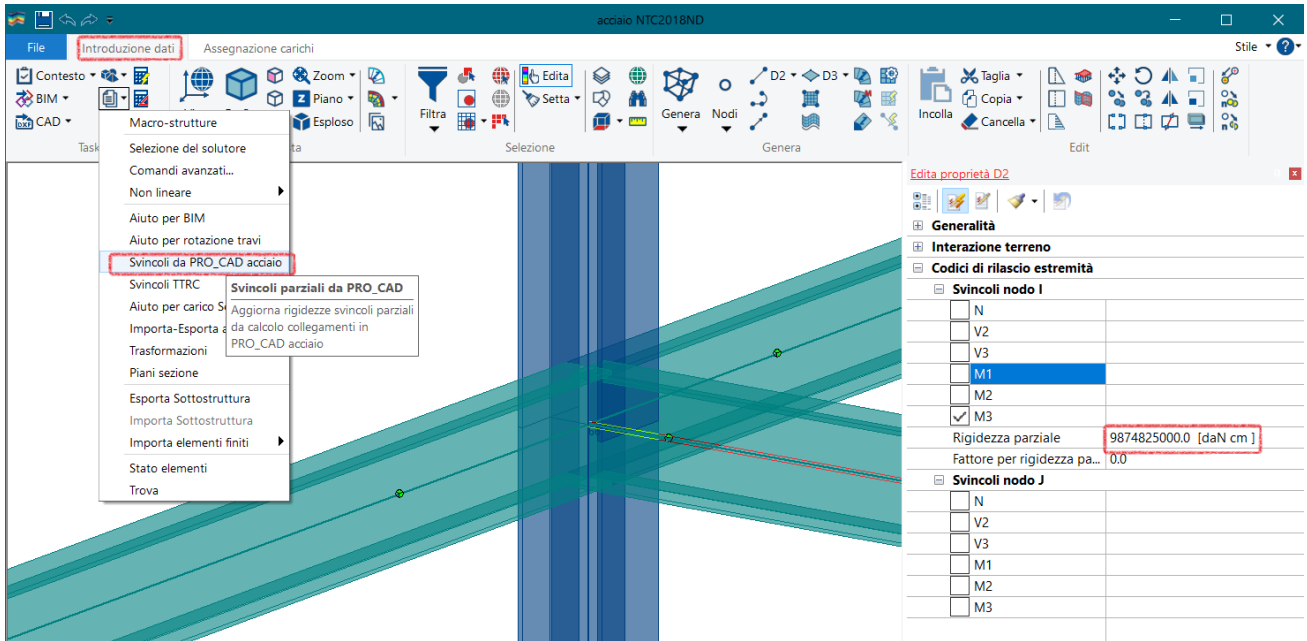 acciaio NTC2018ND
File
Introduzione dati
Assegnazione carichi
Stile
Contesto
Zoom
Edita
D2
D3
Taglia
BIM
Z Piano
Setta
Filtra
Genera
Nodi
Incolla
Copia
CAD
Esploso
Cancella
Task
ta
Selezione
Genera
Edit
Macro-strutture
Selezione del solutore
Comandi avanzati...
Non lineare
Aiuto per BIM
Aiuto per rotazione travi
Svincoli da PRO_CAD acciaio
Svincoli TTRC
Aiuto per carico S
Importa-Esporta a
Trasformazioni
Piani sezione
Esporta Sottostruttura
Importa Sottostruttura
Importa elementi finiti
Stato elementi
Trova
Svincoli parziali da PRO_CAD
Aggiorna rigidezze svincoli parziali
da calcolo collegamenti in
PRO_CAD acciaio
Edita proprietà D2
Generalità
Interazione terreno
Codici di rilascio estremità
Svincoli nodo I
N
V2
V3
M1
M2
M3
Rigidezza parziale 9874825000.0 [daN cm ]
Fattore per rigidezza pa... 0.0
Svincoli nodo J
N
V2
V3
M1
M2
M3